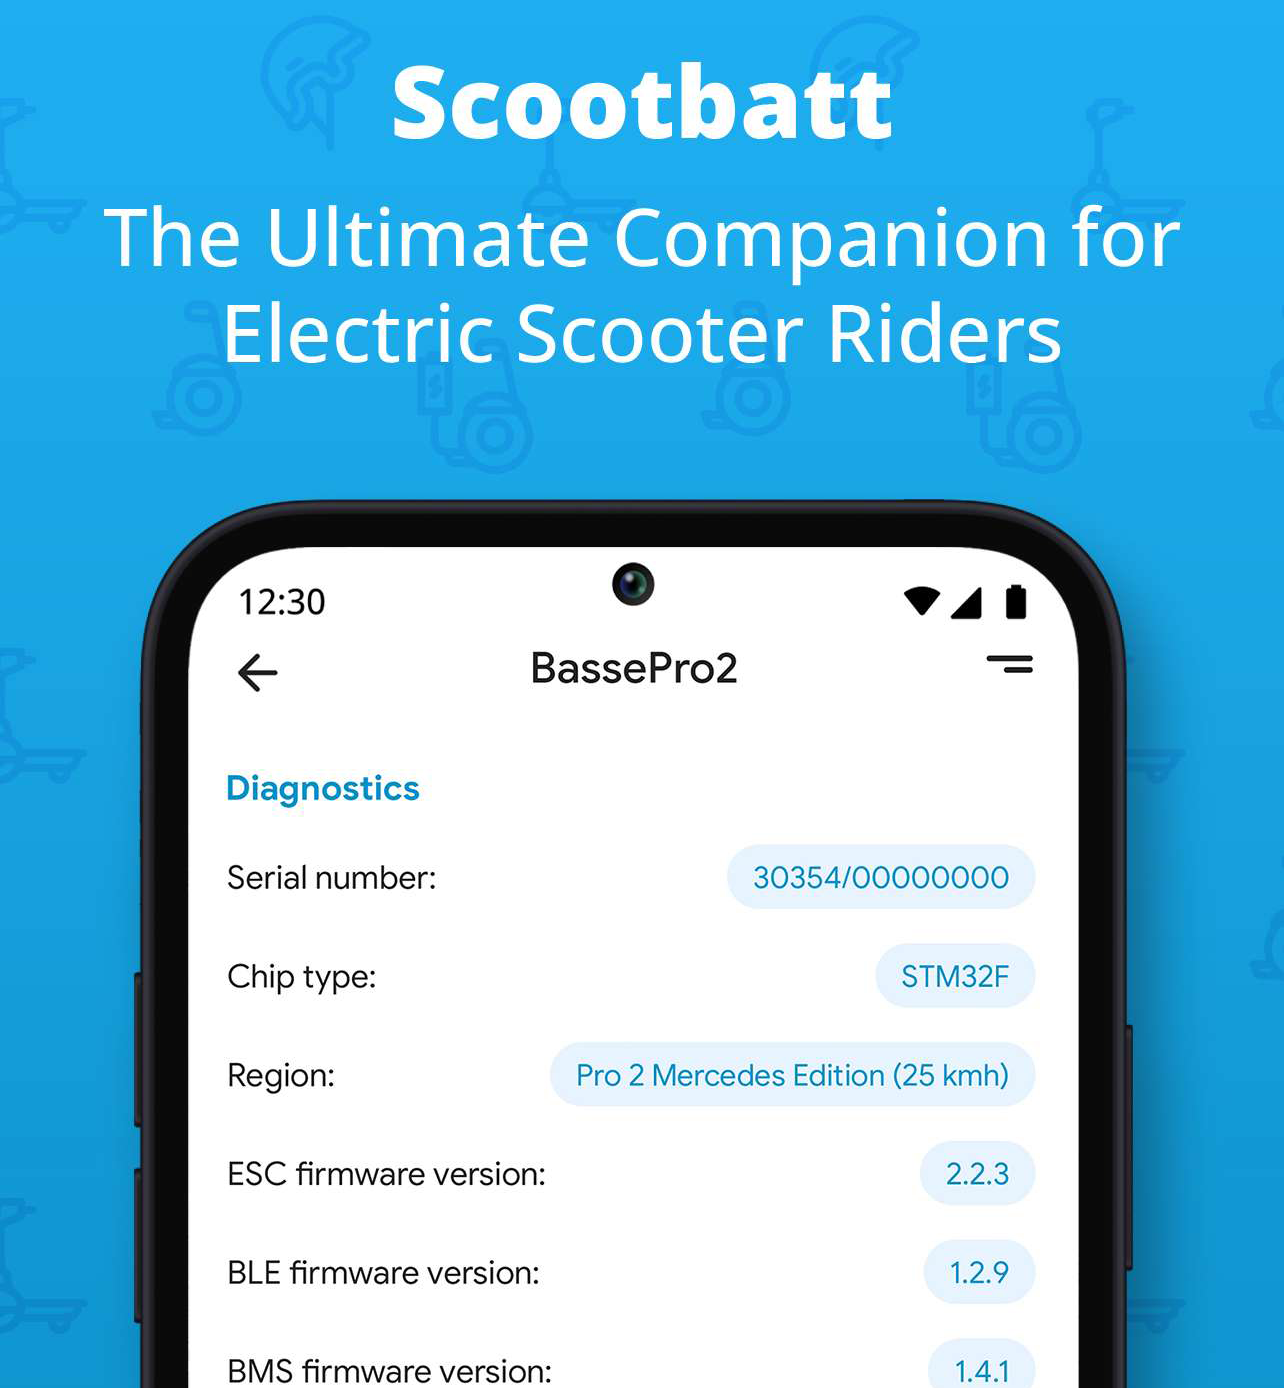 Scootbatt
The Ultimate Companion for
Electric Scooter Riders
12:30
BassePro2
Diagnostics
Serial number: 30354/00000000
Chip type: STM32F
Region: Pro 2 Mercedes Edition (25 kmh)
ESC firmware version: 2.2.3
BLE firmware version: 1.2.9
BMS firmware version: 1.4.1